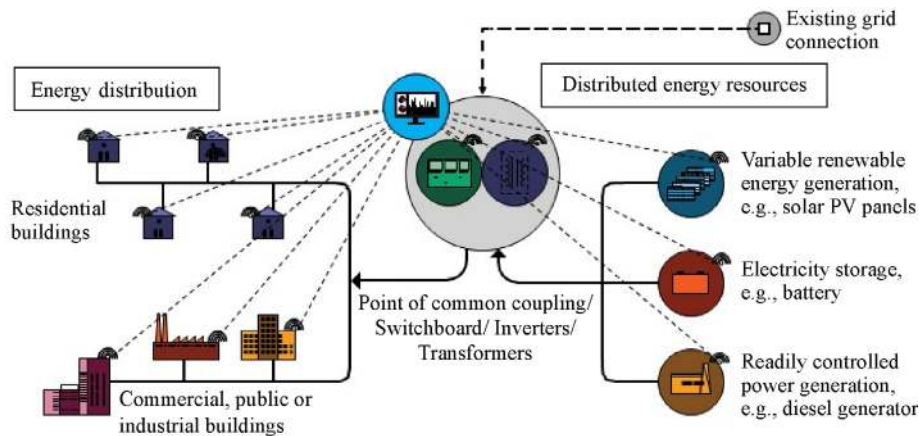 Existing grid
connection
Energy distribution
Distributed energy resources
Variable renewable
energy generation,
e.g., solar PV panels
Residential
buildings
Electricity storage,
e.g., battery
Point of common coupling/
Switchboard/ Inverters/
Transformers
Readily controlled
power generation,
e.g., diesel generator
Commercial, public or
industrial buildings